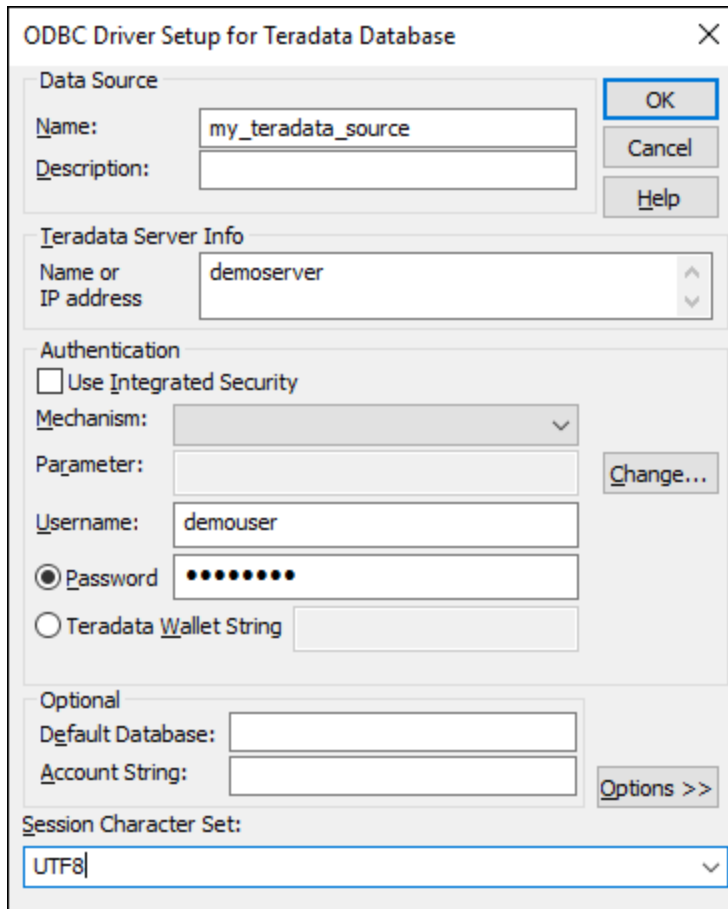 ODBC Driver Setup for Teradata Database
Data Source
Name: my_teradata_source
Description:
OK
Cancel
Help
Teradata Server Info
Name or
IP address
demoserver
Authentication
Use Integrated Security
Mechanism:
Parameter:
Change...
Username: demouser
Password ••••••••
Teradata Wallet String
Optional
Default Database:
Account String:
Options >>
Session Character Set:
UTF8